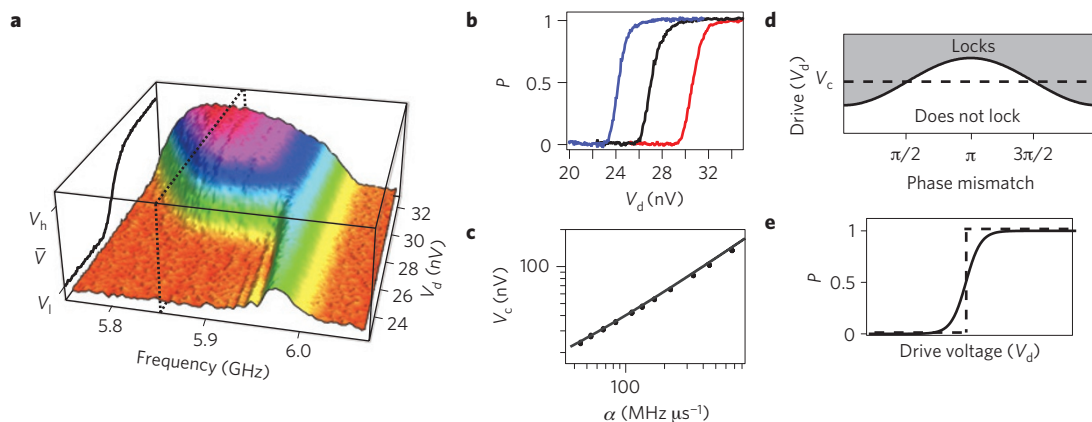 a
V_h
V̄
V_l
5.8
5.9
6.0
Frequency (GHz)
24
26
28
30
32
V_d (nV)
b
P
1
0.5
0
20
24
28
32
V_d (nV)
c
V_c (nV)
100
100
α (MHz μs⁻¹)
d
Drive (V_d)
V_c
Locks
Does not lock
π/2
π
3π/2
Phase mismatch
e
P
1
0.5
0
Drive voltage (V_d)